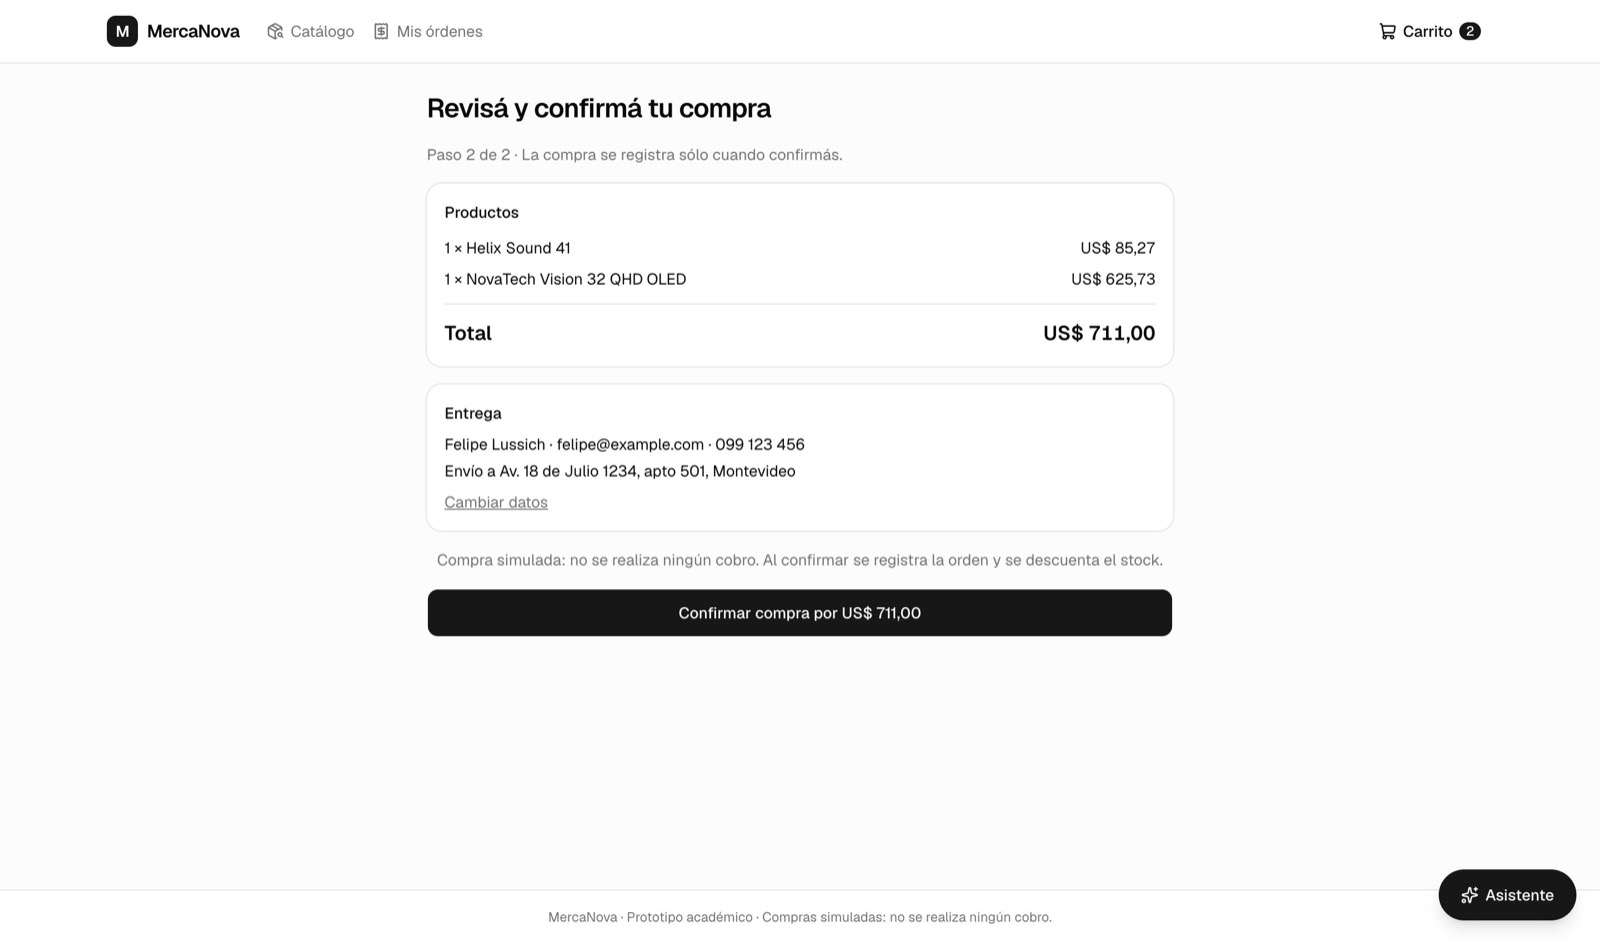 M MercaNova Catálogo Mis órdenes Carrito 2
Revisá y confirmá tu compra
Paso 2 de 2 · La compra se registra sólo cuando confirmás.
Productos
1 × Helix Sound 41 US$ 85,27
1 × NovaTech Vision 32 QHD OLED US$ 625,73
Total US$ 711,00
Entrega
Felipe Lussich · felipe@example.com · 099 123 456
Envío a Av. 18 de Julio 1234, apto 501, Montevideo
Cambiar datos
Compra simulada: no se realiza ningún cobro. Al confirmar se registra la orden y se descuenta el stock.
Confirmar compra por US$ 711,00
Asistente
MercaNova · Prototipo académico · Compras simuladas: no se realiza ningún cobro.